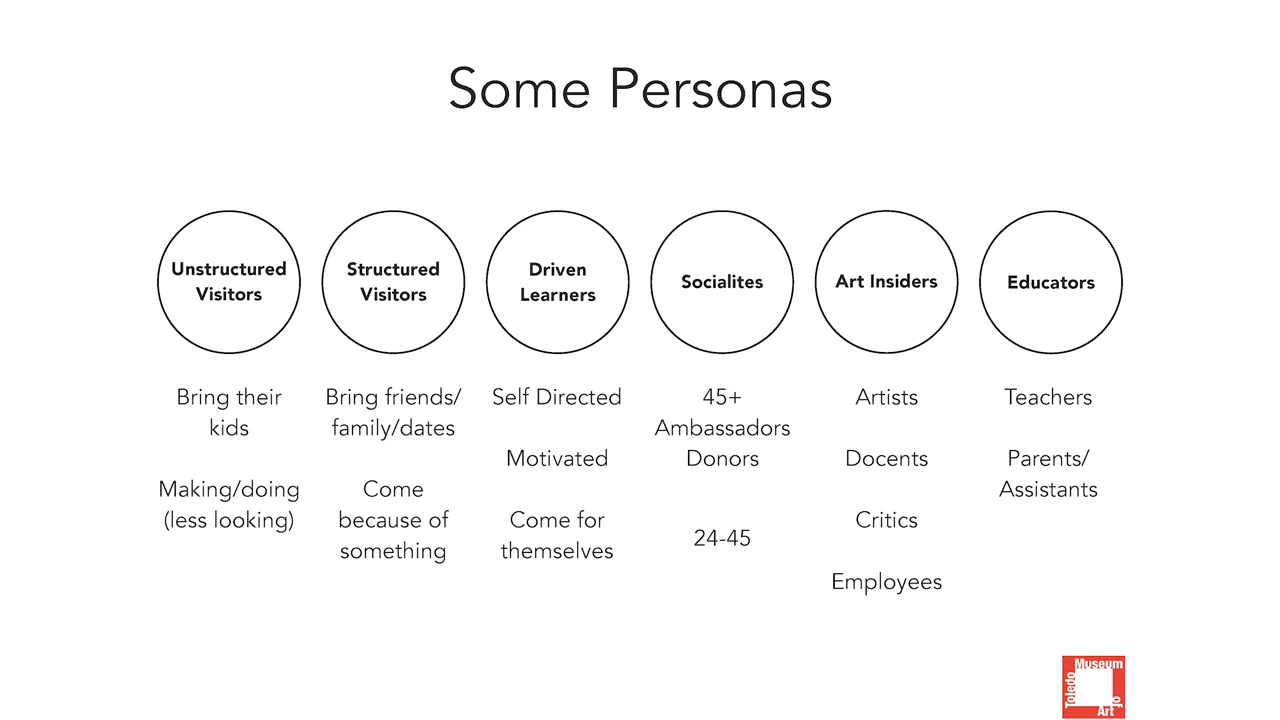 Some Personas
Unstructured
Visitors
Bring their
kids
Making/doing
(less looking)
Structured
Visitors
Bring friends/
family/dates
Come
because of
something
Driven
Learners
Self Directed
Motivated
Come for
themselves
Socialites
45+
Ambassadors
Donors
24-45
Art Insiders
Artists
Docents
Critics
Employees
Educators
Teachers
Parents/
Assistants
Toledo
Museum
of
Art